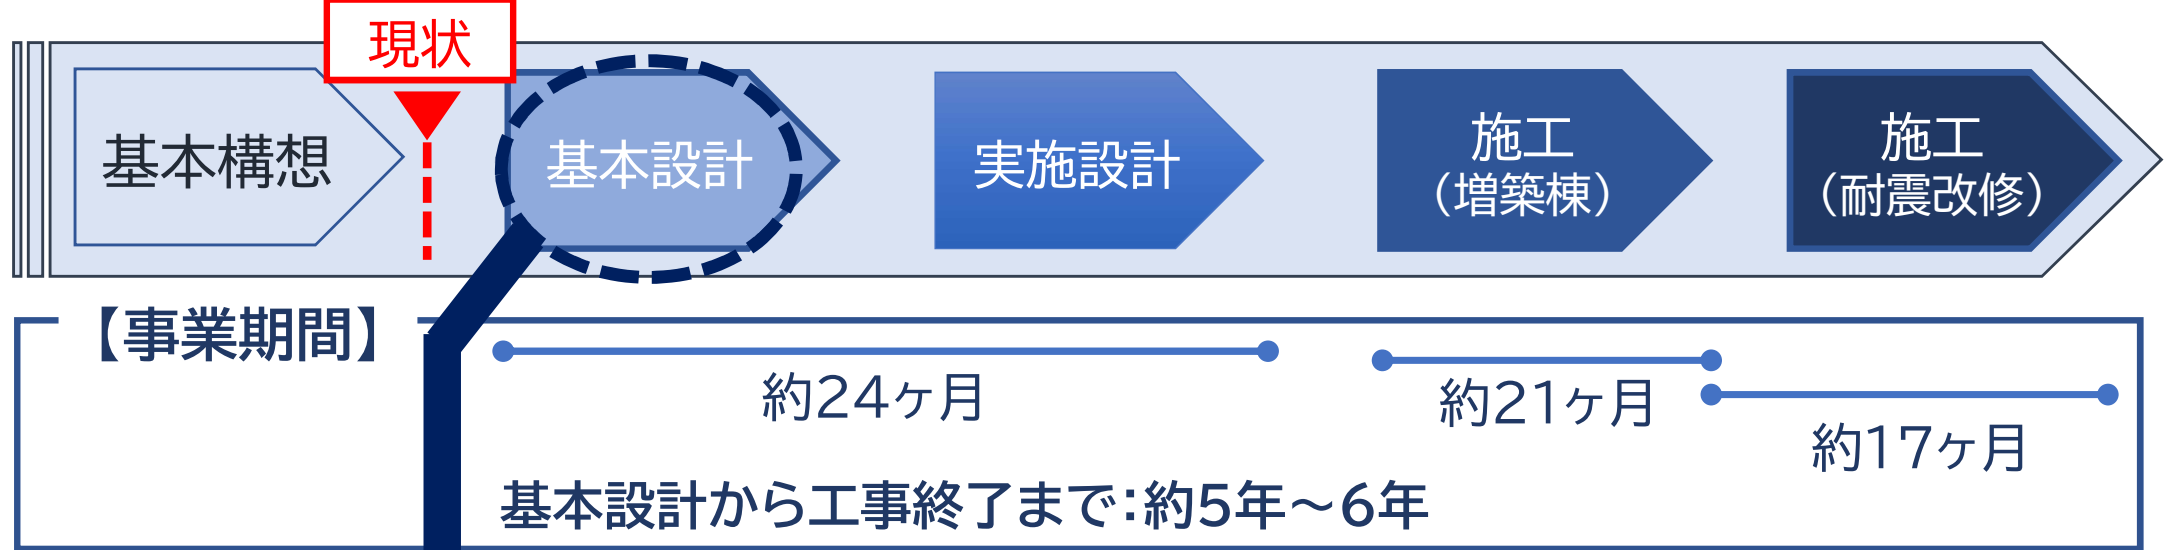 現状
基本構想
基本設計
実施設計
施工
（増築棟）
施工
（耐震改修）
【事業期間】
約24ヶ月
約21ヶ月
約17ヶ月
基本設計から工事終了まで：約5年～6年